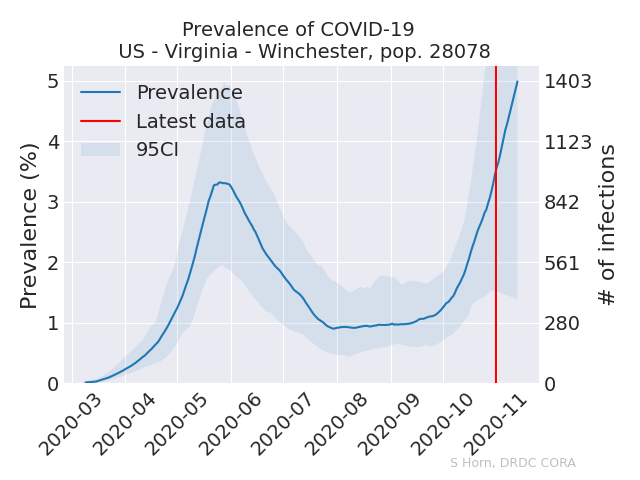 Prevalence of COVID-19
US - Virginia - Winchester, pop. 28078
Prevalence
Latest data
95CI
Prevalence (%)
5
4
3
2
1
0
1403
1123
842
561
280
0
# of infections
2020-03
2020-04
2020-05
2020-06
2020-07
2020-08
2020-09
2020-10
2020-11
S Horn, DRDC CORA